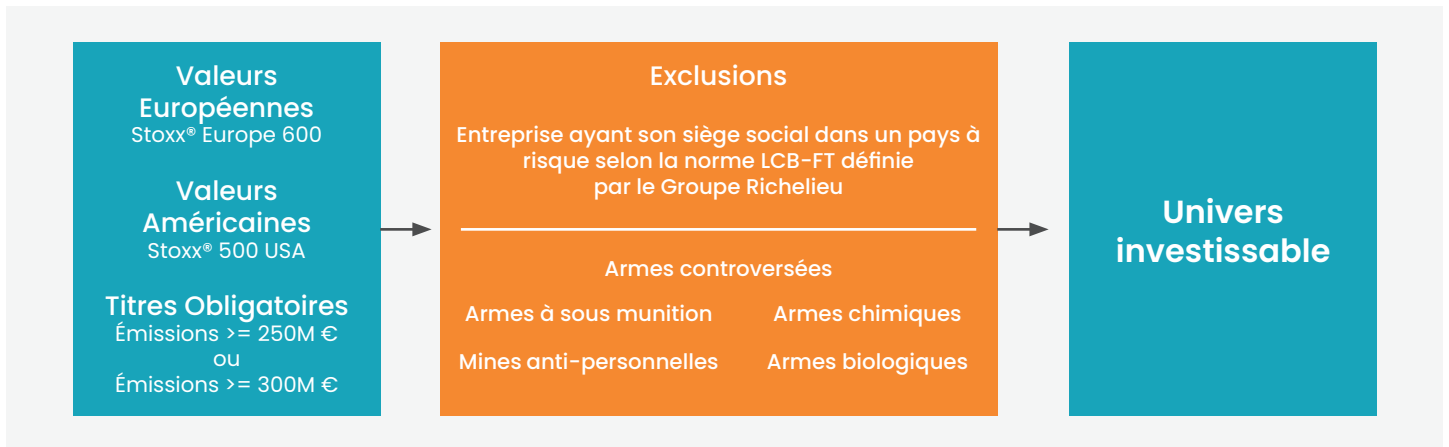 Valeurs
Européennes
Stoxx® Europe 600
Valeurs
Américaines
Stoxx® 500 USA
Titres Obligatoires
Émissions >= 250M €
ou
Émissions >= 300M €
Exclusions
Entreprise ayant son siège social dans un pays à
risque selon la norme LCB-FT définie
par le Groupe Richelieu
Armes controversées
Armes à sous munition
Armes chimiques
Mines anti-personnelles
Armes biologiques
Univers
investissable